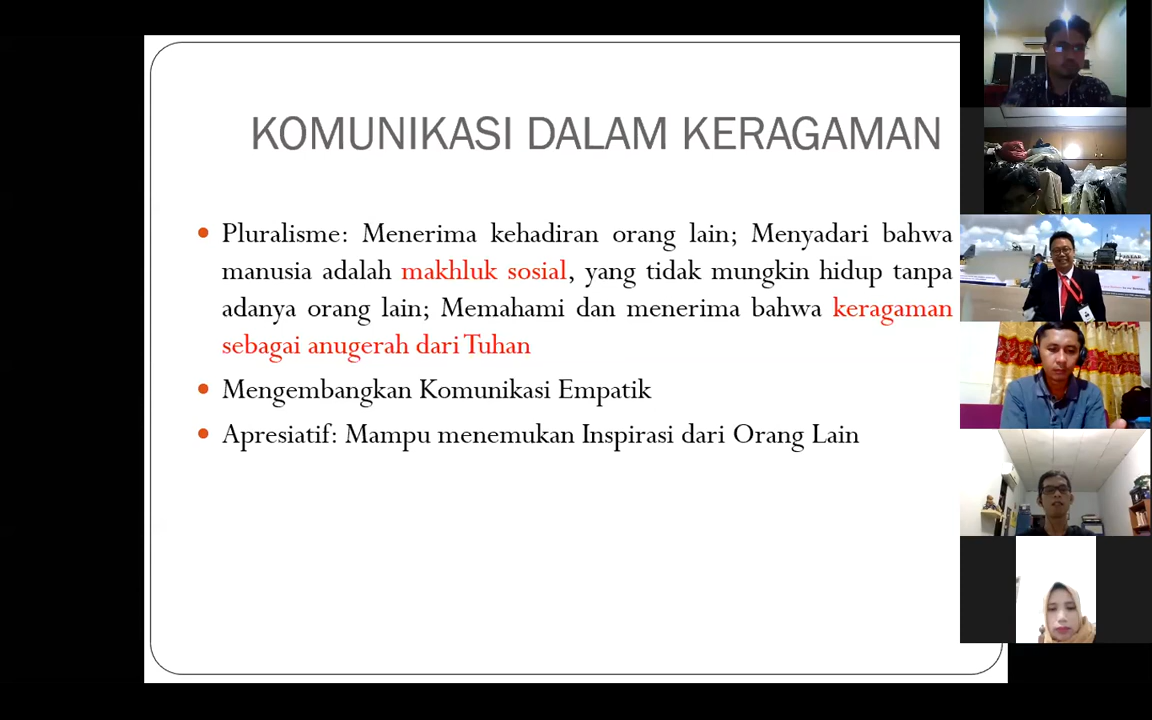 KOMUNIKASI DALAM KERAGAMAN
Pluralisme: Menerima kehadiran orang lain; Menyadari bahwa
manusia adalah makhluk sosial, yang tidak mungkin hidup tanpa
adanya orang lain; Memahami dan menerima bahwa keragaman
sebagai anugerah dari Tuhan
Mengembangkan Komunikasi Empatik
Apresiatif: Mampu menemukan Inspirasi dari Orang Lain